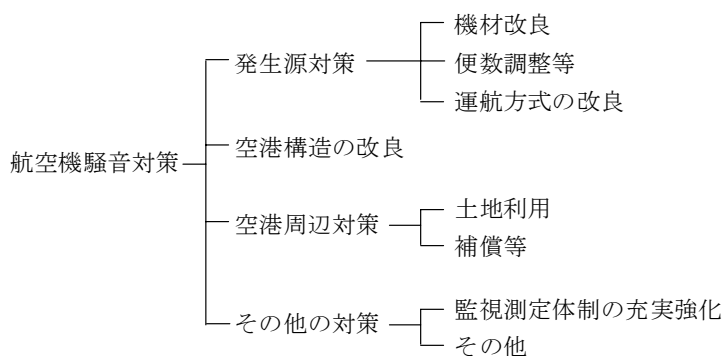 航空機騒音対策
発生源対策
機材改良
便数調整等
運航方式の改良
空港構造の改良
空港周辺対策
土地利用
補償等
その他の対策
監視測定体制の充実強化
その他